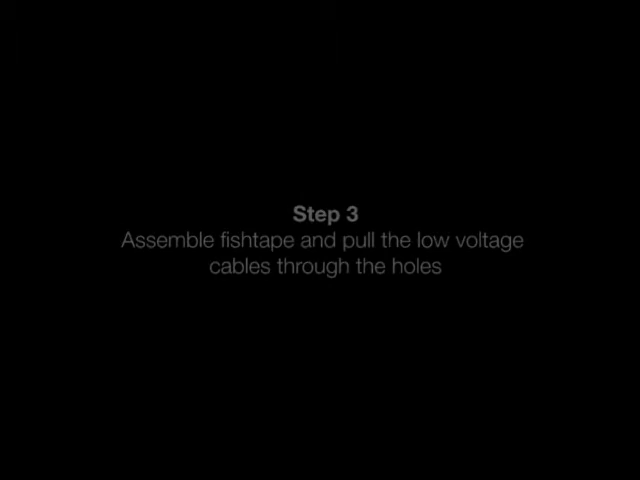 Step 3
Assemble fishtape and pull the low voltage
cables through the holes